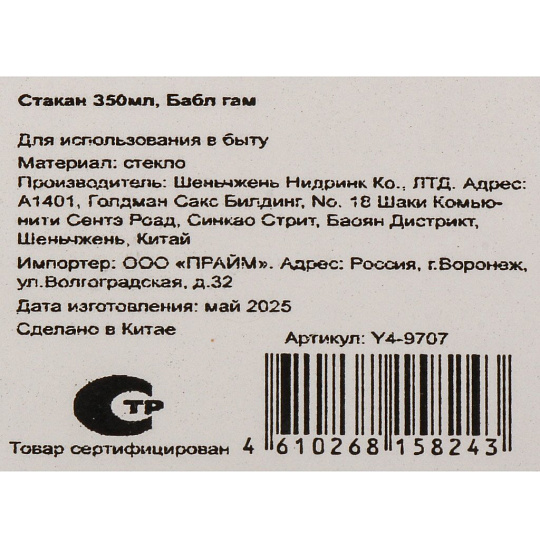 Стакан 350мл, Бабл гам
Для использования в быту
Материал: стекло
Производитель: Шеньчжень Нидринк Ко., ЛТД. Адрес:
А1401, Голдман Сакс Билдинг, No. 18 Шаки Комью-
нити Сентэ Роад, Синкао Стрит, Баоян Дистрикт,
Шеньчжень, Китай
Импортер: ООО «ПРАЙМ». Адрес: Россия, г.Воронеж,
ул.Волгоградская, д.32
Дата изготовления: май 2025
Сделано в Китае
Артикул: Y4-9707
СТР
Товар сертифицирован
4 610268 158243